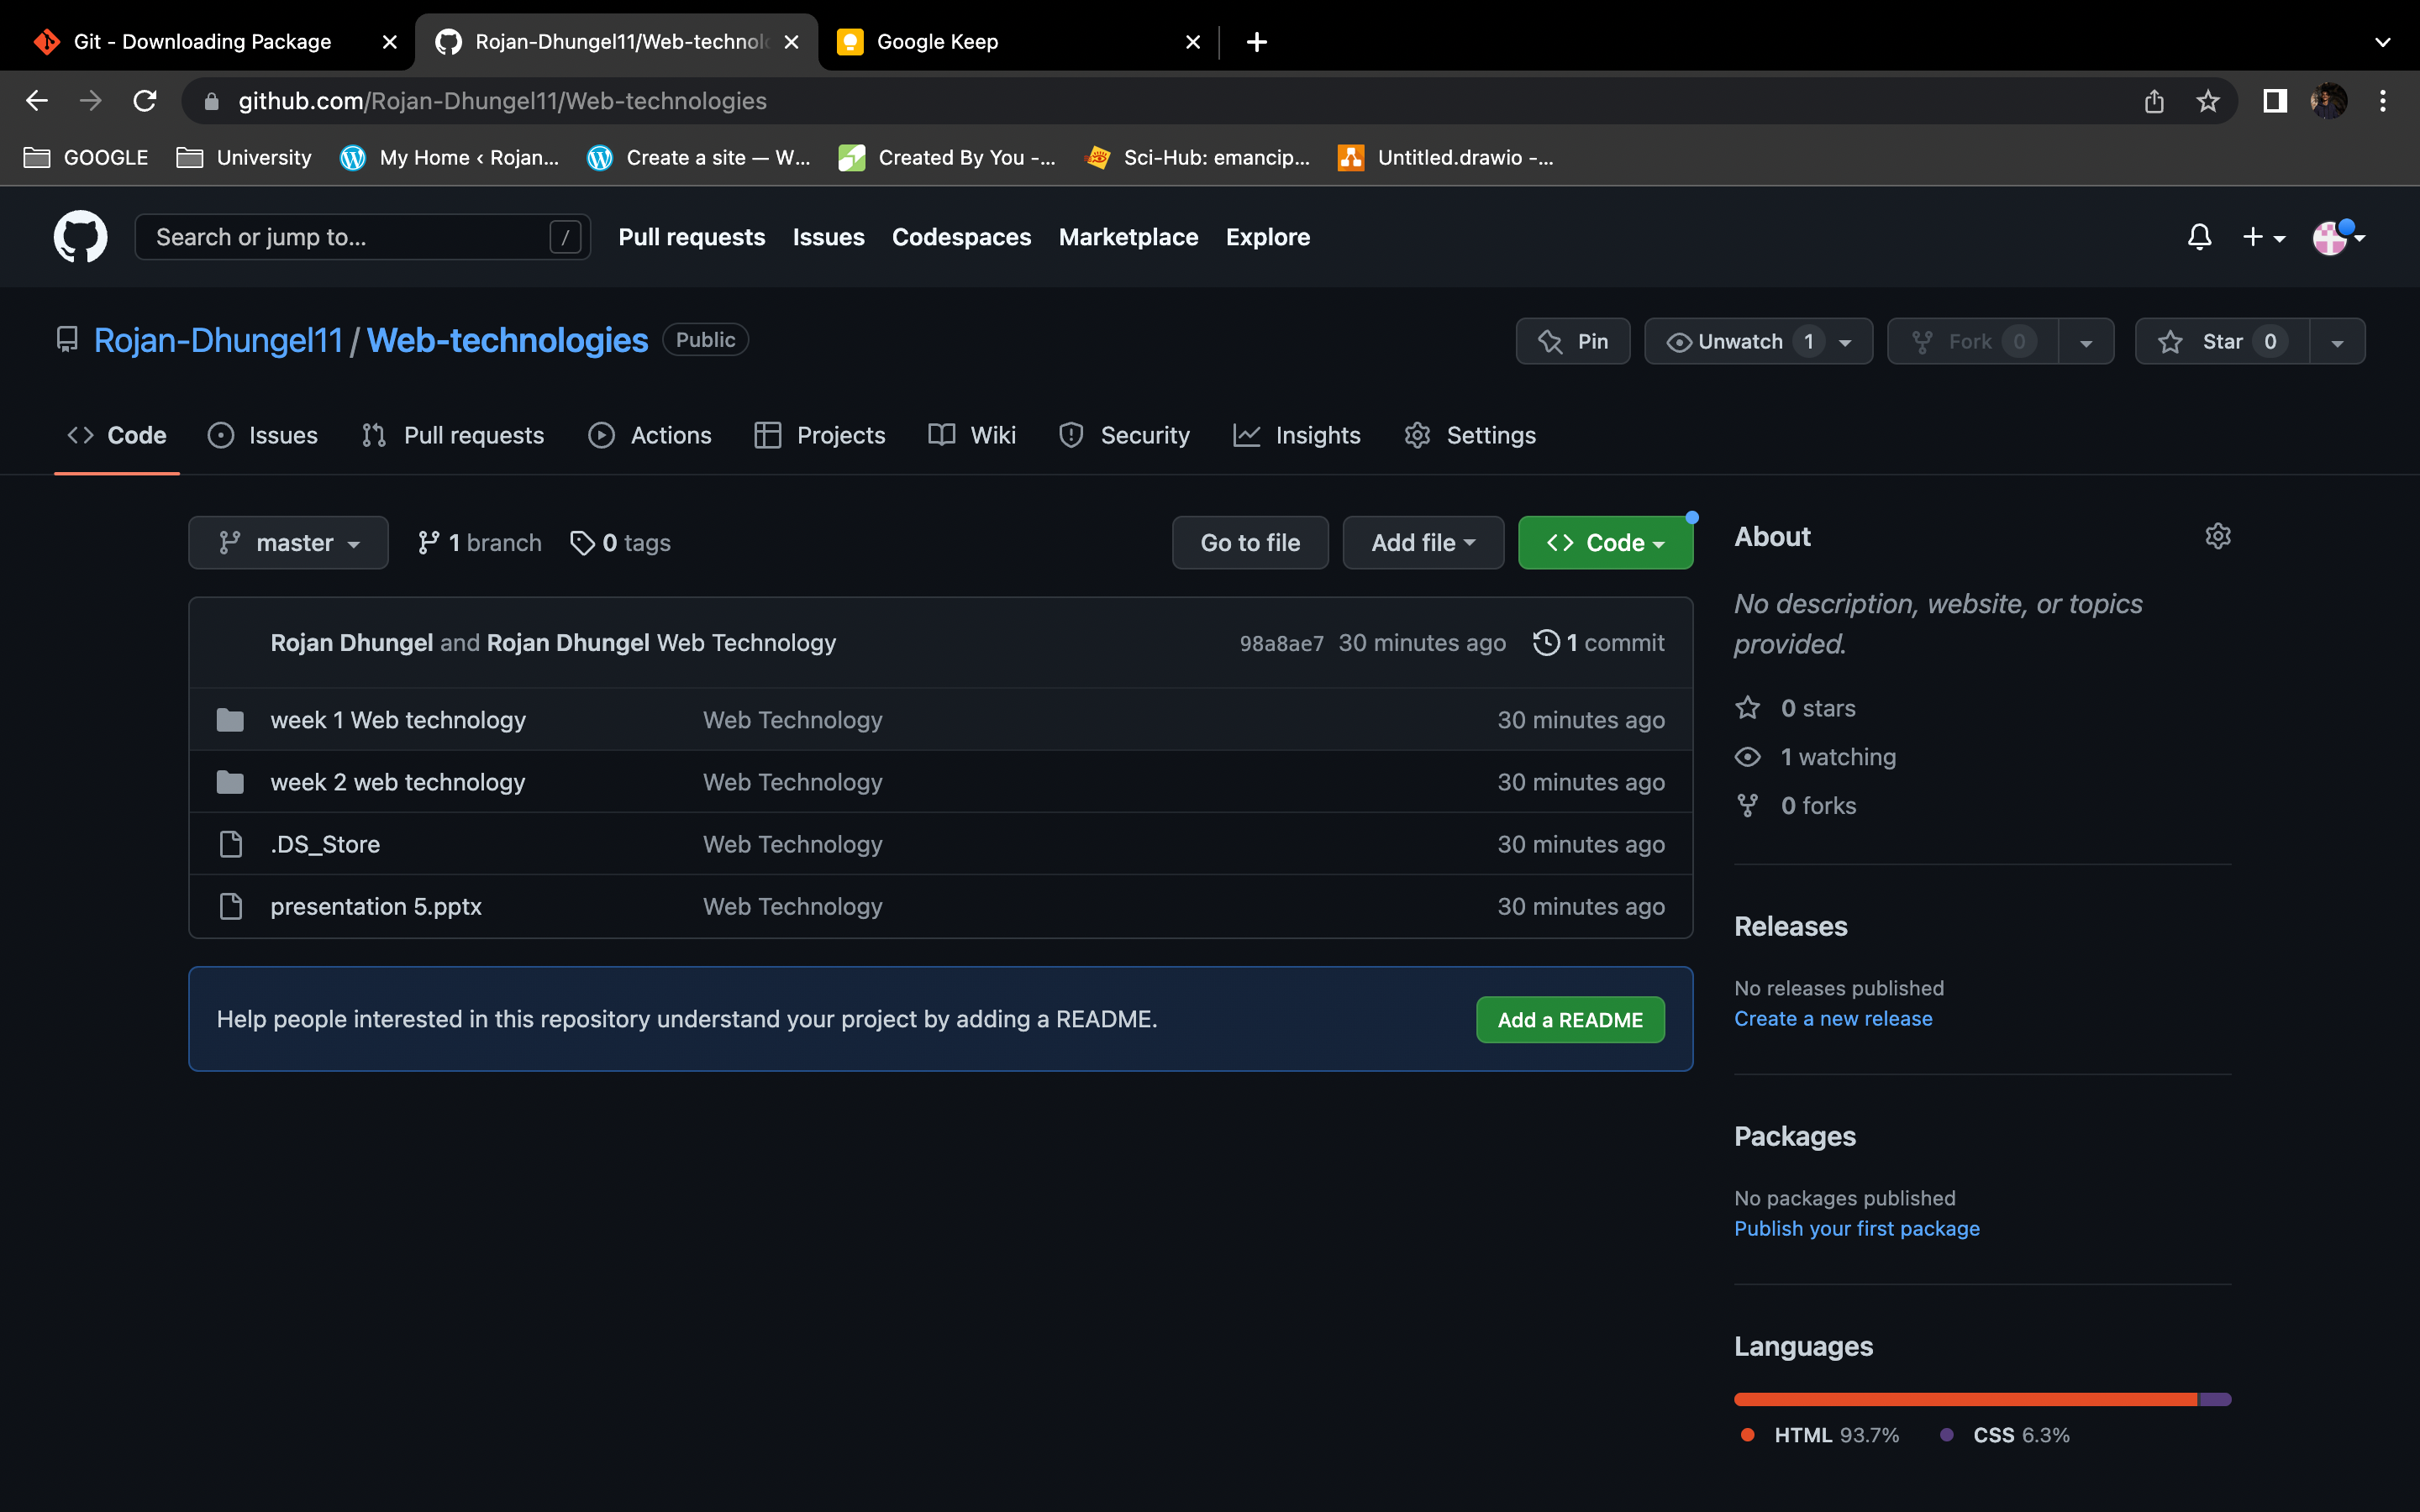 Git - Downloading Package
Rojan-Dhungel11/Web-technol
Google Keep
github.com/Rojan-Dhungel11/Web-technologies
GOOGLE
University
My Home ‹ Rojan...
Create a site — W...
Created By You -...
Sci-Hub: emancip...
Untitled.drawio -...
Search or jump to...
/
Pull requests
Issues
Codespaces
Marketplace
Explore
Rojan-Dhungel11 / Web-technologies
Public
Pin
Unwatch 1
Fork 0
Star 0
Code
Issues
Pull requests
Actions
Projects
Wiki
Security
Insights
Settings
master
1 branch
0 tags
Go to file
Add file
Code
Rojan Dhungel and Rojan Dhungel Web Technology
98a8ae7 30 minutes ago
1 commit
week 1 Web technology
Web Technology
30 minutes ago
week 2 web technology
Web Technology
30 minutes ago
.DS_Store
Web Technology
30 minutes ago
presentation 5.pptx
Web Technology
30 minutes ago
Help people interested in this repository understand your project by adding a README.
Add a README
About
No description, website, or topics
provided.
0 stars
1 watching
0 forks
Releases
No releases published
Create a new release
Packages
No packages published
Publish your first package
Languages
HTML 93.7%
CSS 6.3%